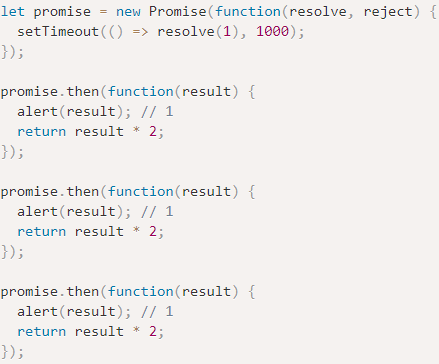 let promise = new Promise(function(resolve, reject) {
  setTimeout(() => resolve(1), 1000);
});

promise.then(function(result) {
  alert(result); // 1
  return result * 2;
});

promise.then(function(result) {
  alert(result); // 1
  return result * 2;
});

promise.then(function(result) {
  alert(result); // 1
  return result * 2;
});